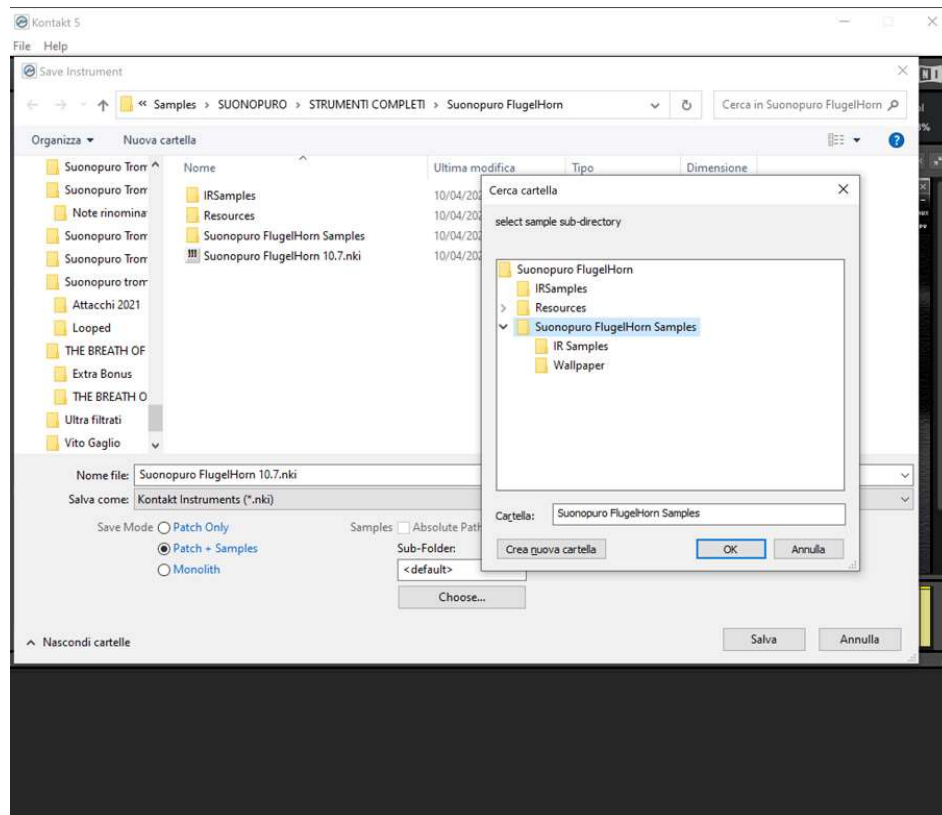 Kontakt 5
File Help
Save Instrument
« Samples › SUONOPURO › STRUMENTI COMPLETI › Suonopuro FlugelHorn
Cerca in Suonopuro FlugelHorn
Organizza
Nuova cartella
Suonopuro Trom
Suonopuro Trom
Note rinomina
Suonopuro Trom
Suonopuro Trom
Suonopuro trom
Attacchi 2021
Looped
THE BREATH OF
Extra Bonus
THE BREATH O
Ultra filtrati
Vito Gaglio
Nome Ultima modifica Tipo Dimensione
IRSamples 10/04/202
Resources 10/04/202
Suonopuro FlugelHorn Samples 10/04/202
Suonopuro FlugelHorn 10.7.nki 10/04/202
Cerca cartella
select sample sub-directory
Suonopuro FlugelHorn
IRSamples
Resources
Suonopuro FlugelHorn Samples
IR Samples
Wallpaper
Cartella: Suonopuro FlugelHorn Samples
Crea nuova cartella OK Annulla
Nome file: Suonopuro FlugelHorn 10.7.nki
Salva come: Kontakt Instruments (*.nki)
Save Mode Patch Only Samples Absolute Path
Patch + Samples Sub-Folder:
Monolith <default>
Choose...
Nascondi cartelle Salva Annulla